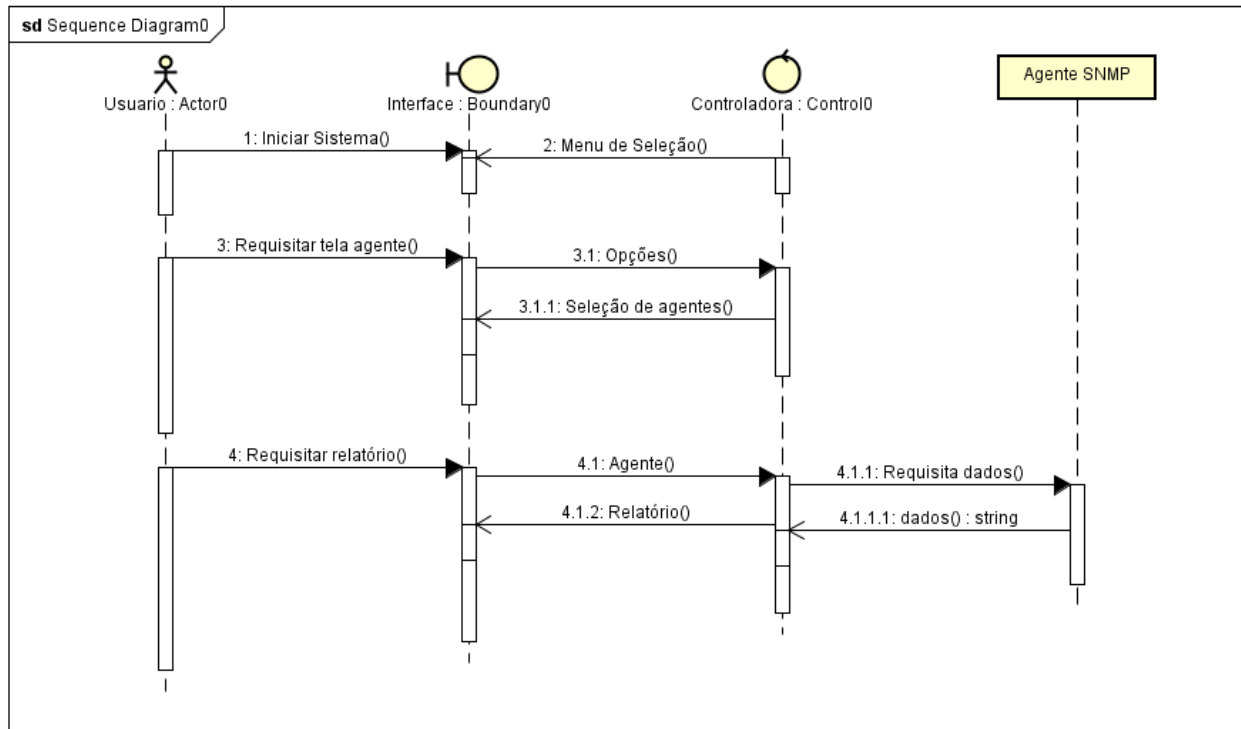 sd Sequence Diagram0
Usuario : Actor0
Interface : Boundary0
Controladora : Control0
Agente SNMP
1: Iniciar Sistema()
2: Menu de Seleção()
3: Requisitar tela agente()
3.1: Opções()
3.1.1: Seleção de agentes()
4: Requisitar relatório()
4.1: Agente()
4.1.1: Requisita dados()
4.1.2: Relatório()
4.1.1.1: dados() : string